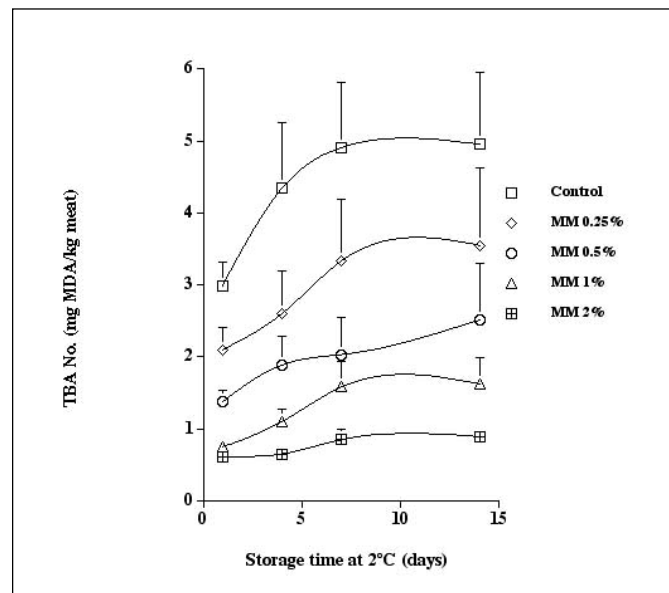 6
5
4
3
2
1
0
0 5 10 15
TBA No. (mg MDA/kg meat)
Storage time at 2°C (days)
Control
MM 0.25%
MM 0.5%
MM 1%
MM 2%